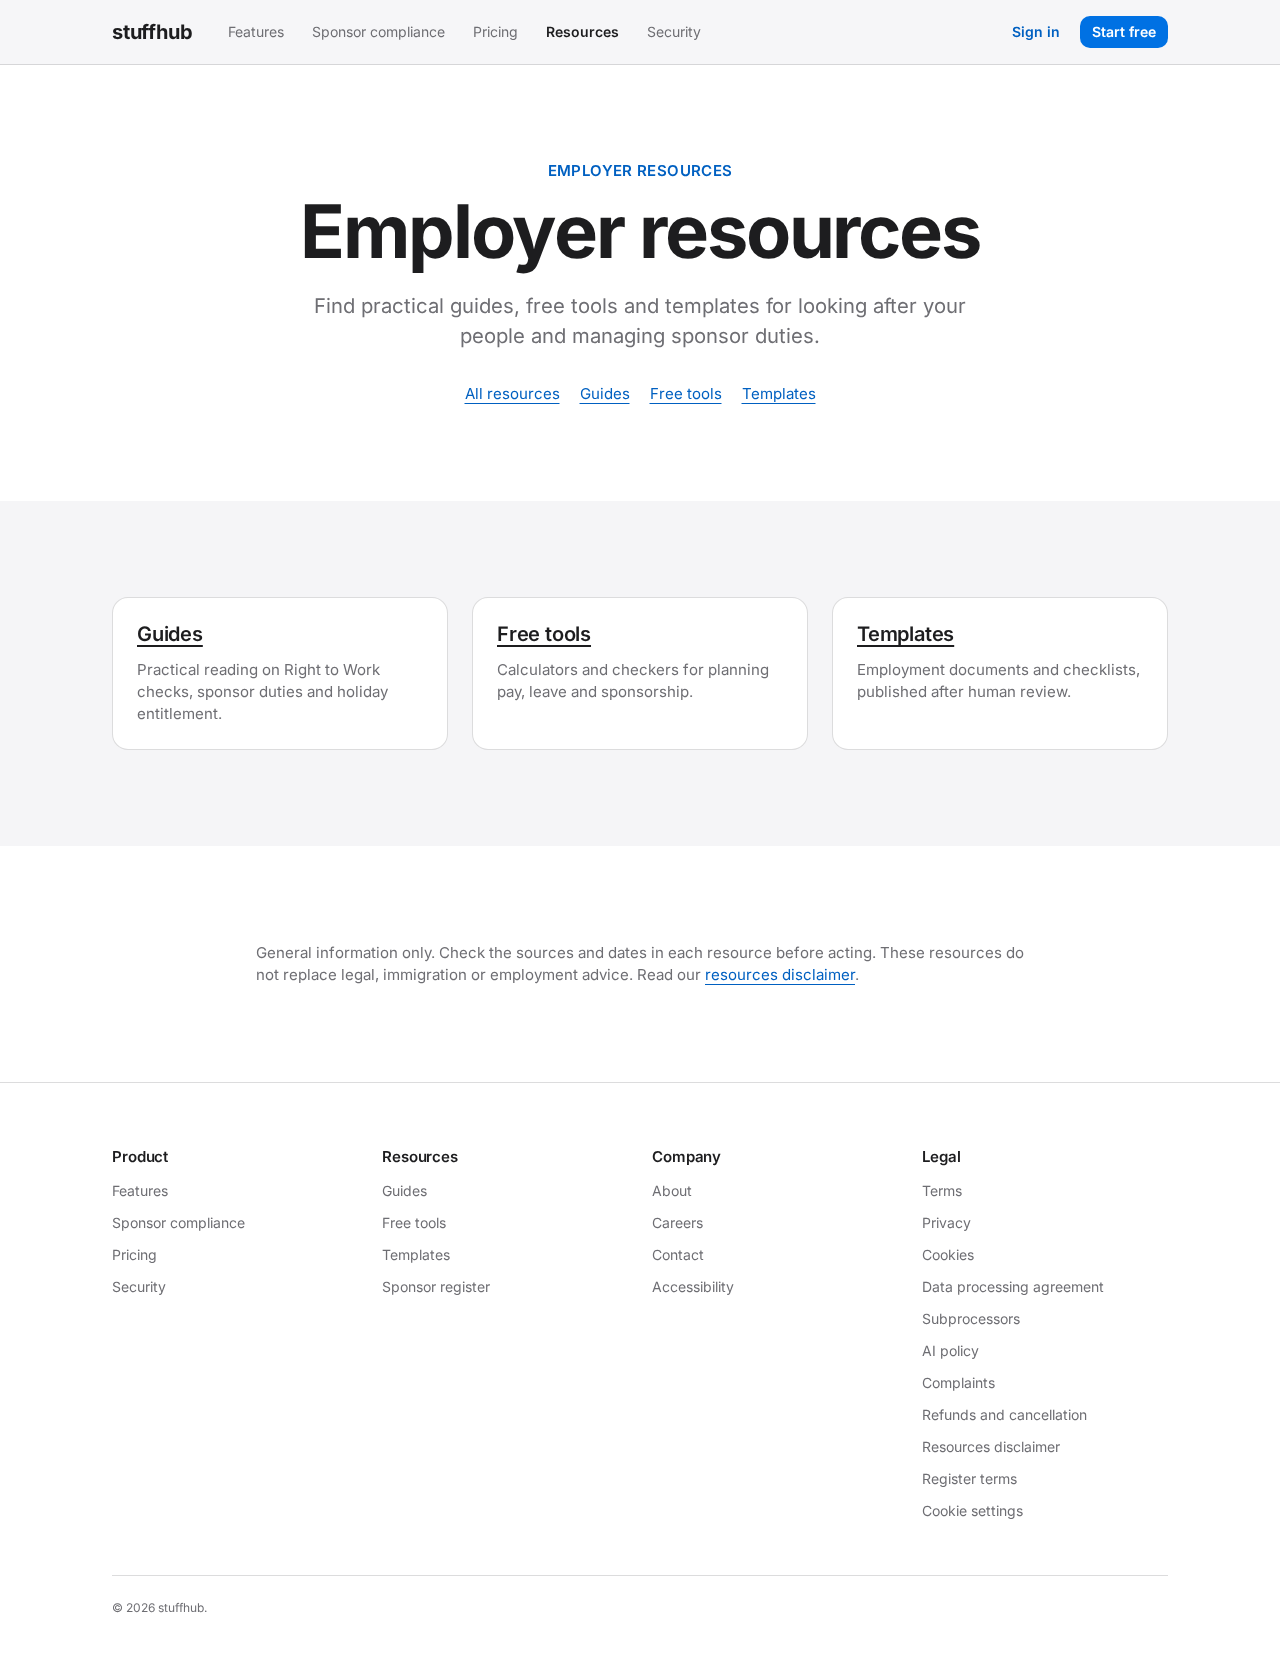 stuffhub Features Sponsor compliance Pricing Resources Security Sign in Start free
EMPLOYER RESOURCES
Employer resources
Find practical guides, free tools and templates for looking after your
people and managing sponsor duties.
All resources Guides Free tools Templates
Guides
Practical reading on Right to Work
checks, sponsor duties and holiday
entitlement.
Free tools
Calculators and checkers for planning
pay, leave and sponsorship.
Templates
Employment documents and checklists,
published after human review.
General information only. Check the sources and dates in each resource before acting. These resources do
not replace legal, immigration or employment advice. Read our resources disclaimer.
Product
Features
Sponsor compliance
Pricing
Security
Resources
Guides
Free tools
Templates
Sponsor register
Company
About
Careers
Contact
Accessibility
Legal
Terms
Privacy
Cookies
Data processing agreement
Subprocessors
AI policy
Complaints
Refunds and cancellation
Resources disclaimer
Register terms
Cookie settings
© 2026 stuffhub.